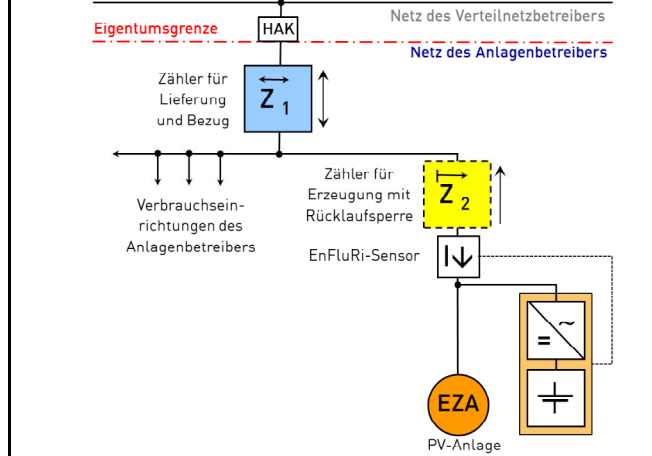 Netz des Verteilnetzbetreibers
Eigentumsgrenze
HAK
Netz des Anlagenbetreibers
Zähler für
Lieferung
und Bezug
Z 1
Zähler für
Erzeugung mit
Rücklaufsperre
Z 2
Verbrauchsein-
richtungen des
Anlagenbetreibers
EnFluRi-Sensor
~
=
EZA
PV-Anlage